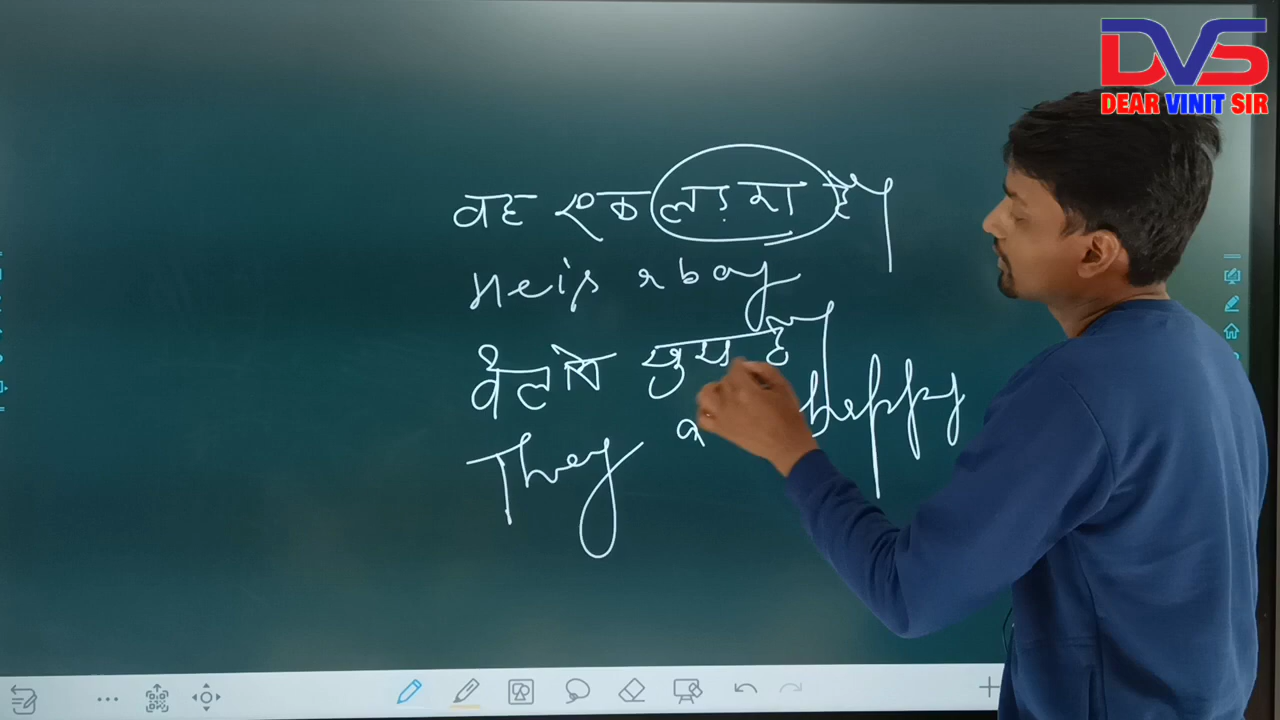 DVS
DEAR VINIT SIR
वह एक लड़का है।
He is a boy
वे लोग खुश है।
They a happy